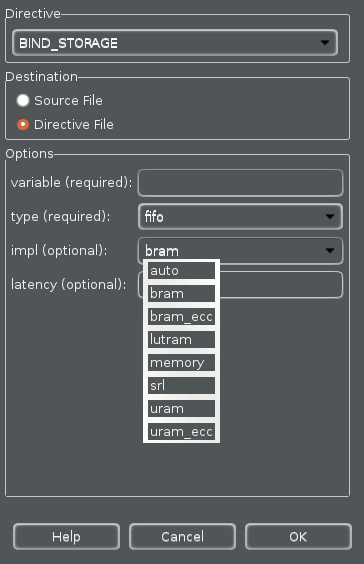 Directive
BIND_STORAGE
Destination
Source File
Directive File
Options
variable (required):
type (required): fifo
impl (optional): bram
latency (optional):
auto
bram
bram_ecc
lutram
memory
srl
uram
uram_ecc
Help Cancel OK